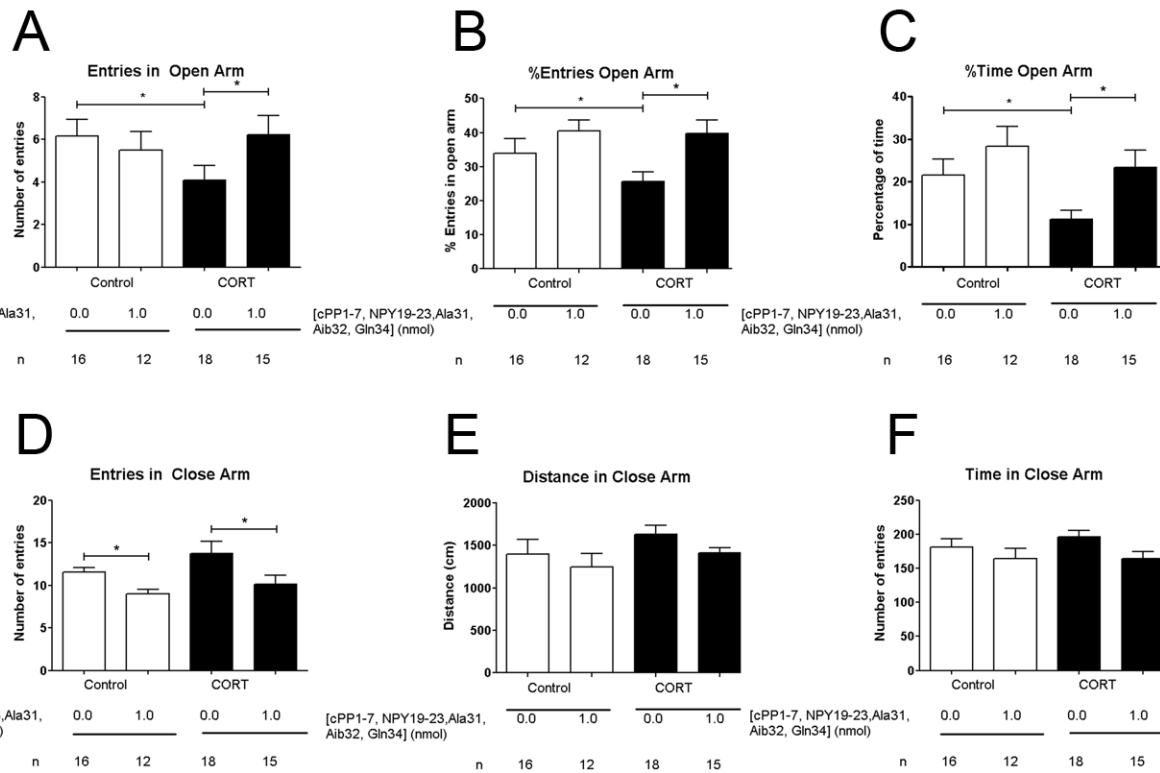 A
Entries in Open Arm
*
*
8
6
4
2
0
Number of entries
Control
CORT
Ala31,
0.0
1.0
0.0
1.0
n
16
12
18
15
B
%Entries Open Arm
*
*
50
40
30
20
10
0
% Entries in open arm
Control
CORT
[cPP1-7, NPY19-23,Ala31,
Aib32, Gln34] (nmol)
0.0
1.0
0.0
1.0
n
16
12
18
15
C
%Time Open Arm
*
*
40
30
20
10
0
Percentage of time
Control
CORT
[cPP1-7, NPY19-23,Ala31,
Aib32, Gln34] (nmol)
0.0
1.0
0.0
1.0
n
16
12
18
15
D
Entries in Close Arm
*
*
20
15
10
5
0
Number of entries
Control
CORT
,Ala31,
)
0.0
1.0
0.0
1.0
n
16
12
18
15
E
Distance in Close Arm
2000
1500
1000
500
0
Distance (cm)
Control
CORT
[cPP1-7, NPY19-23,Ala31,
Aib32, Gln34] (nmol)
0.0
1.0
0.0
1.0
n
16
12
18
15
F
Time in Close Arm
250
200
150
100
50
0
Number of entries
Control
CORT
[cPP1-7, NPY19-23,Ala31,
Aib32, Gln34] (nmol)
0.0
1.0
0.0
1.0
n
16
12
18
15